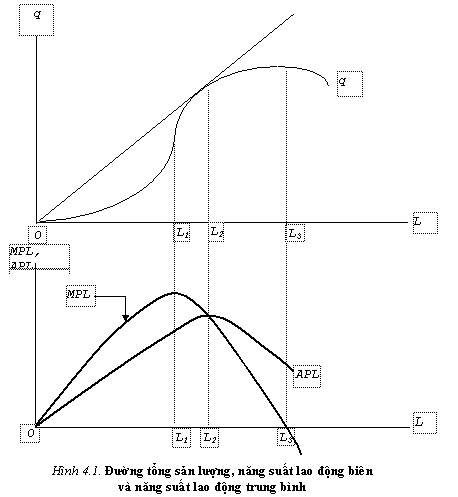 q
q
L
O
L1
L2
L3
MPL,
APL
MPL
APL
L
O
L1
L2
L3
Hình 4.1. Đường tổng sản lượng, năng suất lao động biên
và năng suất lao động trung bình